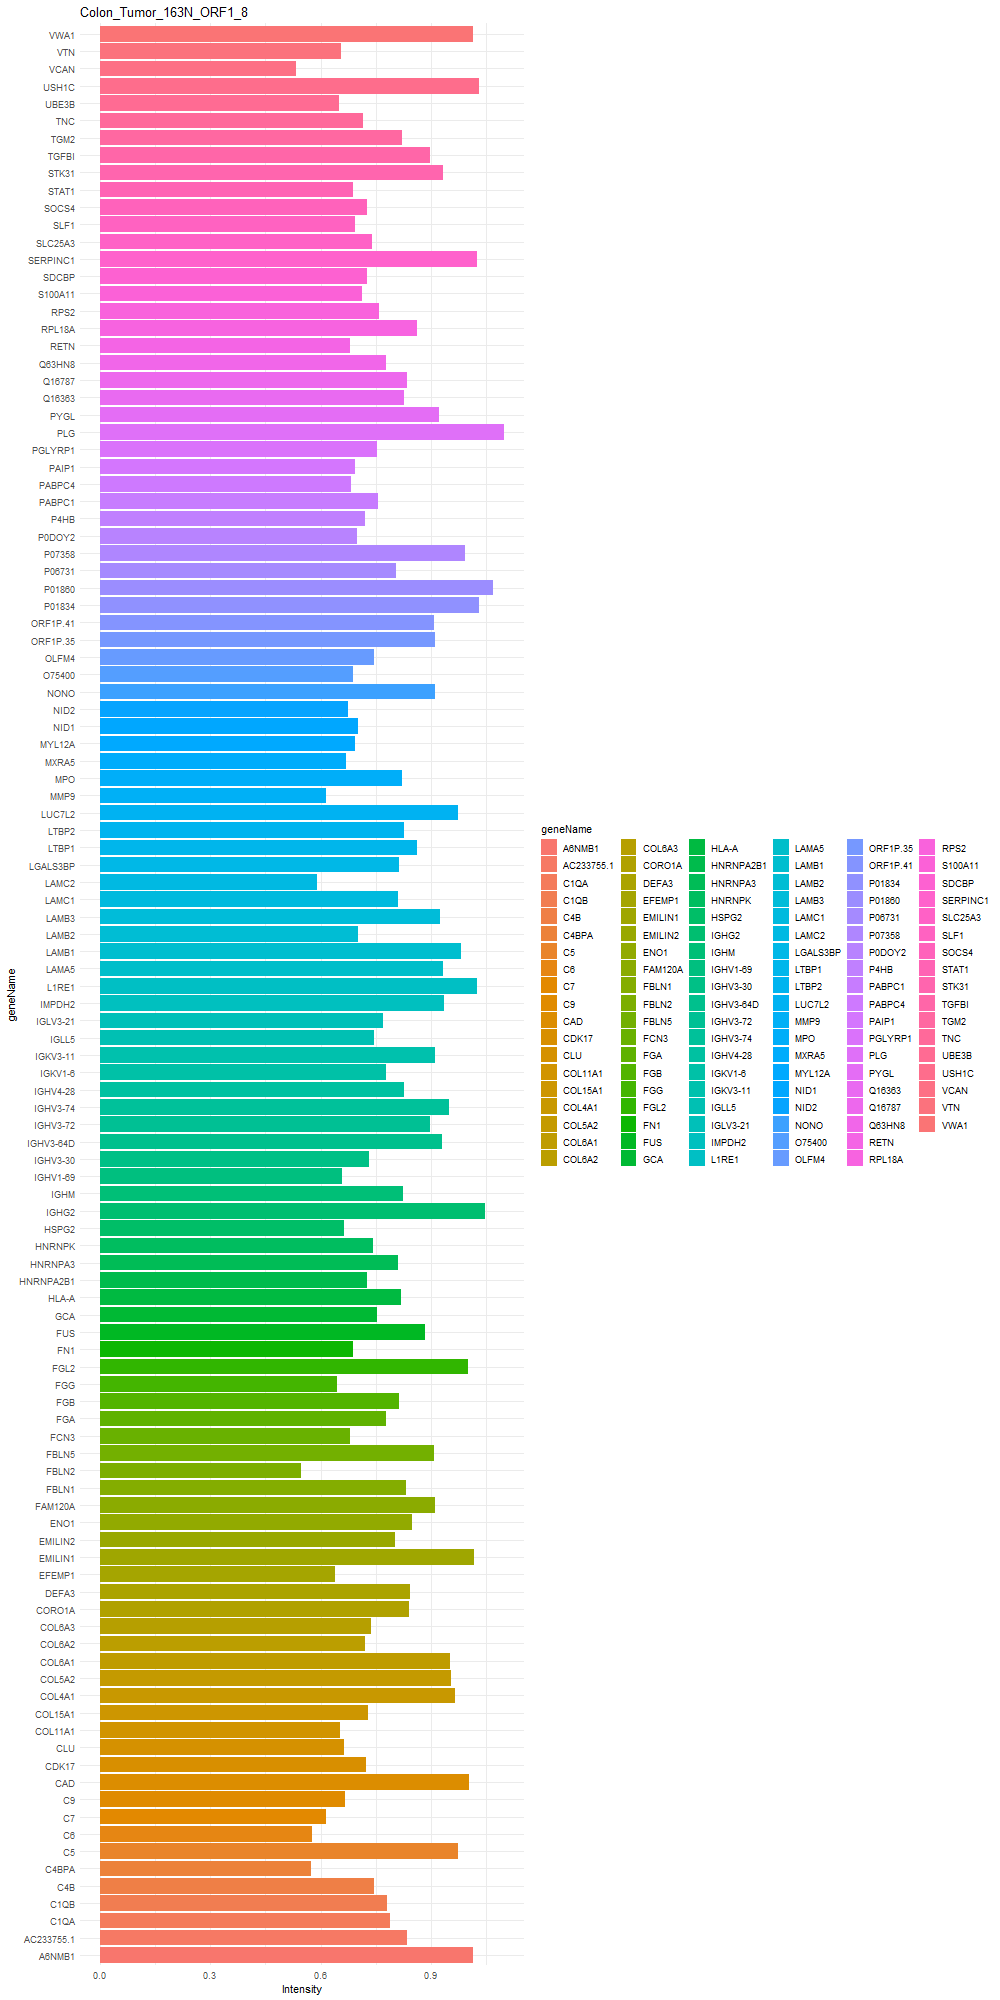 Colon_Tumor_163N_ORF1_8
VWA1
VTN
VCAN
USH1C
UBE3B
TNC
TGM2
TGFBI
STK31
STAT1
SOCS4
SLF1
SLC25A3
SERPINC1
SDCBP
S100A11
RPS2
RPL18A
RETN
Q63HN8
Q16787
Q16363
PYGL
PLG
PGLYRP1
PAIP1
PABPC4
PABPC1
P4HB
P0DOY2
P07358
P06731
P01860
P01834
ORF1P.41
ORF1P.35
OLFM4
O75400
NONO
NID2
NID1
MYL12A
MXRA5
MPO
MMP9
LUC7L2
LTBP2
LTBP1
LGALS3BP
LAMC2
LAMC1
LAMB3
LAMB2
LAMB1
LAMA5
L1RE1
IMPDH2
IGLV3-21
IGLL5
IGKV3-11
IGKV1-6
IGHV4-28
IGHV3-74
IGHV3-72
IGHV3-64D
IGHV3-30
IGHV1-69
IGHM
IGHG2
HSPG2
HNRNPK
HNRNPA3
HNRNPA2B1
HLA-A
GCA
FUS
FN1
FGL2
FGG
FGB
FGA
FCN3
FBLN5
FBLN2
FBLN1
FAM120A
ENO1
EMILIN2
EMILIN1
EFEMP1
DEFA3
CORO1A
COL6A3
COL6A2
COL6A1
COL5A2
COL4A1
COL15A1
COL11A1
CLU
CDK17
CAD
C9
C7
C6
C5
C4BPA
C4B
C1QB
C1QA
AC233755.1
A6NMB1
geneName
0.0 0.3 0.6 0.9
Intensity
geneName
A6NMB1 COL6A3 HLA-A LAMA5 ORF1P.35 RPS2
AC233755.1 CORO1A HNRNPA2B1 LAMB1 ORF1P.41 S100A11
C1QA DEFA3 HNRNPA3 LAMB2 P01834 SDCBP
C1QB EFEMP1 HNRNPK LAMB3 P01860 SERPINC1
C4B EMILIN1 HSPG2 LAMC1 P06731 SLC25A3
C4BPA EMILIN2 IGHG2 LAMC2 P07358 SLF1
C5 ENO1 IGHM LGALS3BP P0DOY2 SOCS4
C6 FAM120A IGHV1-69 LTBP1 P4HB STAT1
C7 FBLN1 IGHV3-30 LTBP2 PABPC1 STK31
C9 FBLN2 IGHV3-64D LUC7L2 PABPC4 TGFBI
CAD FBLN5 IGHV3-72 MMP9 PAIP1 TGM2
CDK17 FCN3 IGHV3-74 MPO PGLYRP1 TNC
CLU FGA IGHV4-28 MXRA5 PLG UBE3B
COL11A1 FGB IGKV1-6 MYL12A PYGL USH1C
COL15A1 FGG IGKV3-11 NID1 Q16363 VCAN
COL4A1 FGL2 IGLL5 NID2 Q16787 VTN
COL5A2 FN1 IGLV3-21 NONO Q63HN8 VWA1
COL6A1 FUS IMPDH2 O75400 RETN
COL6A2 GCA L1RE1 OLFM4 RPL18A